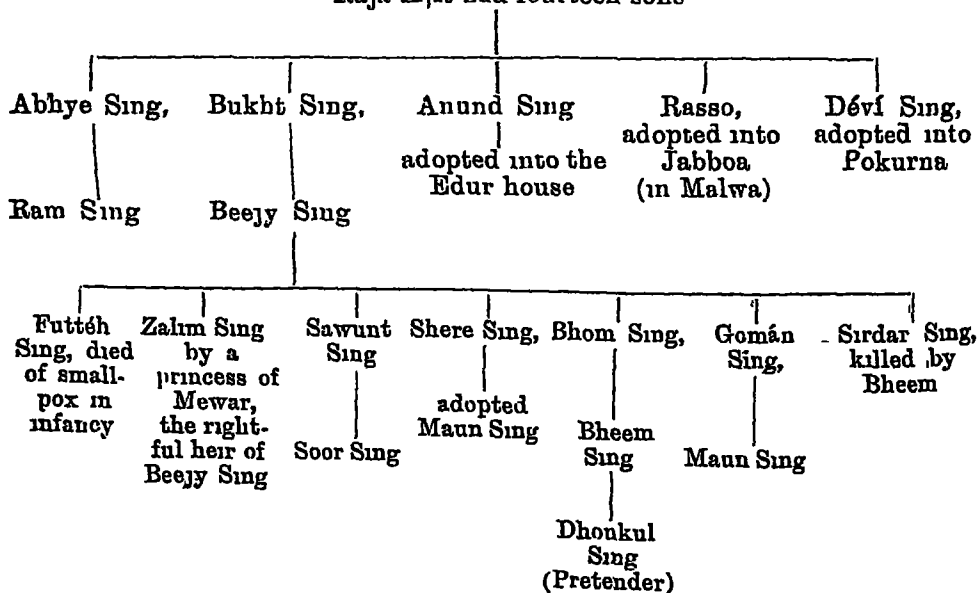 Abhye Sing, Bukht Sing, Anund Sing Rasso, Déví Sing,
adopted into the Edur house
adopted into Jabboa (in Malwa)
adopted into Pokurna
Ram Sing Beejy Sing
Futtéh Sing, died of small-pox in infancy
Zalim Sing by a princess of Mewar, the right-ful heir of Beejy Sing
Sawunt Sing
Soor Sing
Shere Sing,
adopted Maun Sing
Bhom Sing,
Bheem Sing
Dhonkul Sing (Pretender)
Gomán Sing,
Maun Sing
Sirdar Sing, killed by Bheem